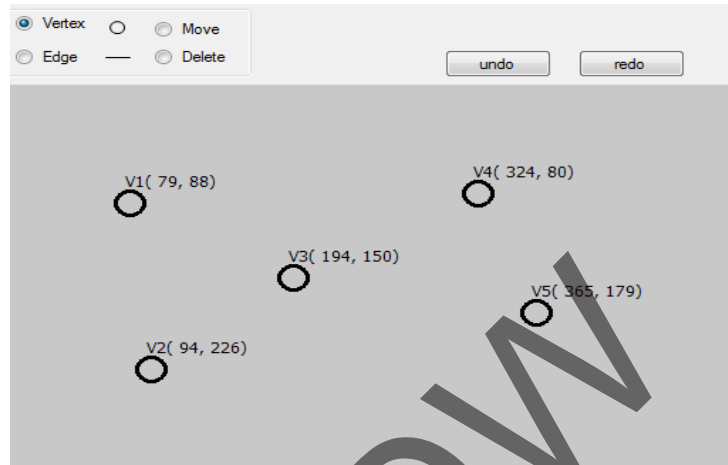 Vertex Move
Edge Delete
undo redo
V1( 79, 88)
V4( 324, 80)
V3( 194, 150)
V5( 365, 179)
V2( 94, 226)